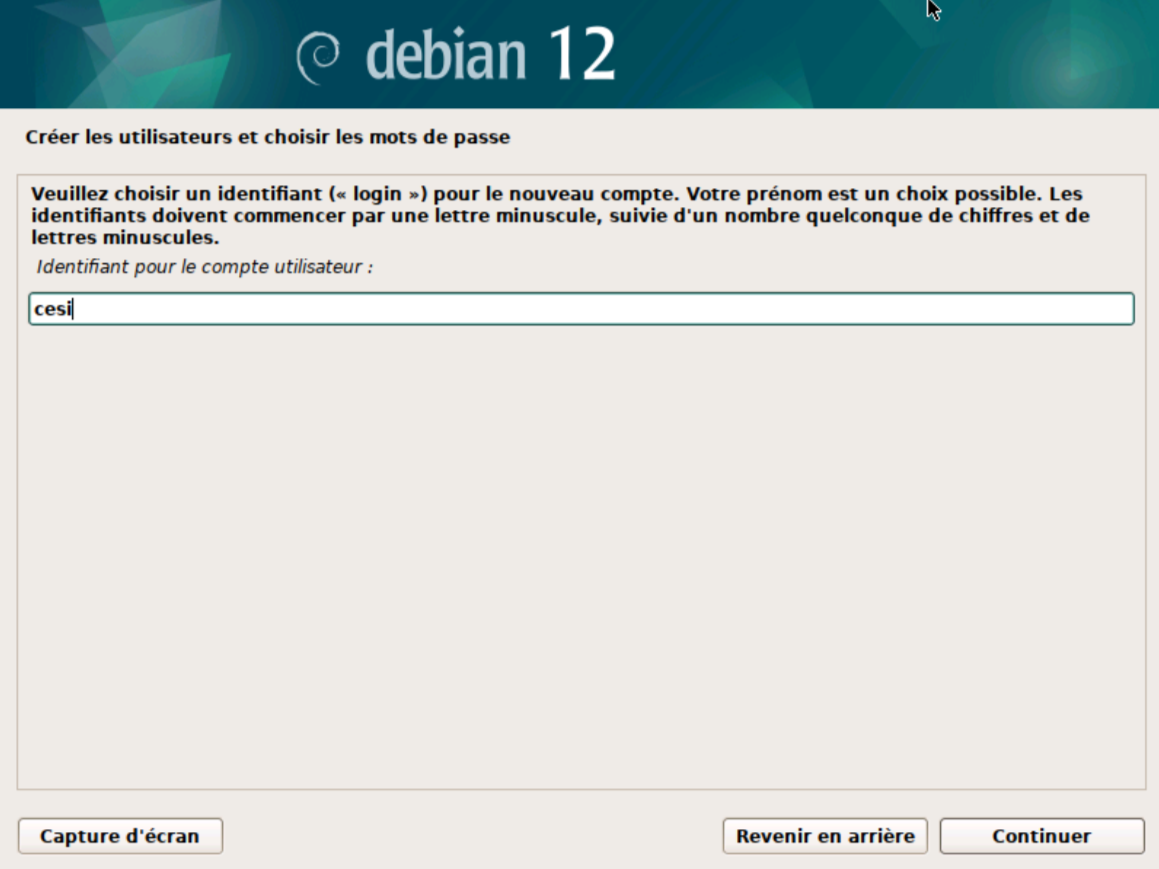 debian 12
Créer les utilisateurs et choisir les mots de passe
Veuillez choisir un identifiant (« login ») pour le nouveau compte. Votre prénom est un choix possible. Les
identifiants doivent commencer par une lettre minuscule, suivie d'un nombre quelconque de chiffres et de
lettres minuscules.
Identifiant pour le compte utilisateur :
cesi
Capture d'écran
Revenir en arrière
Continuer